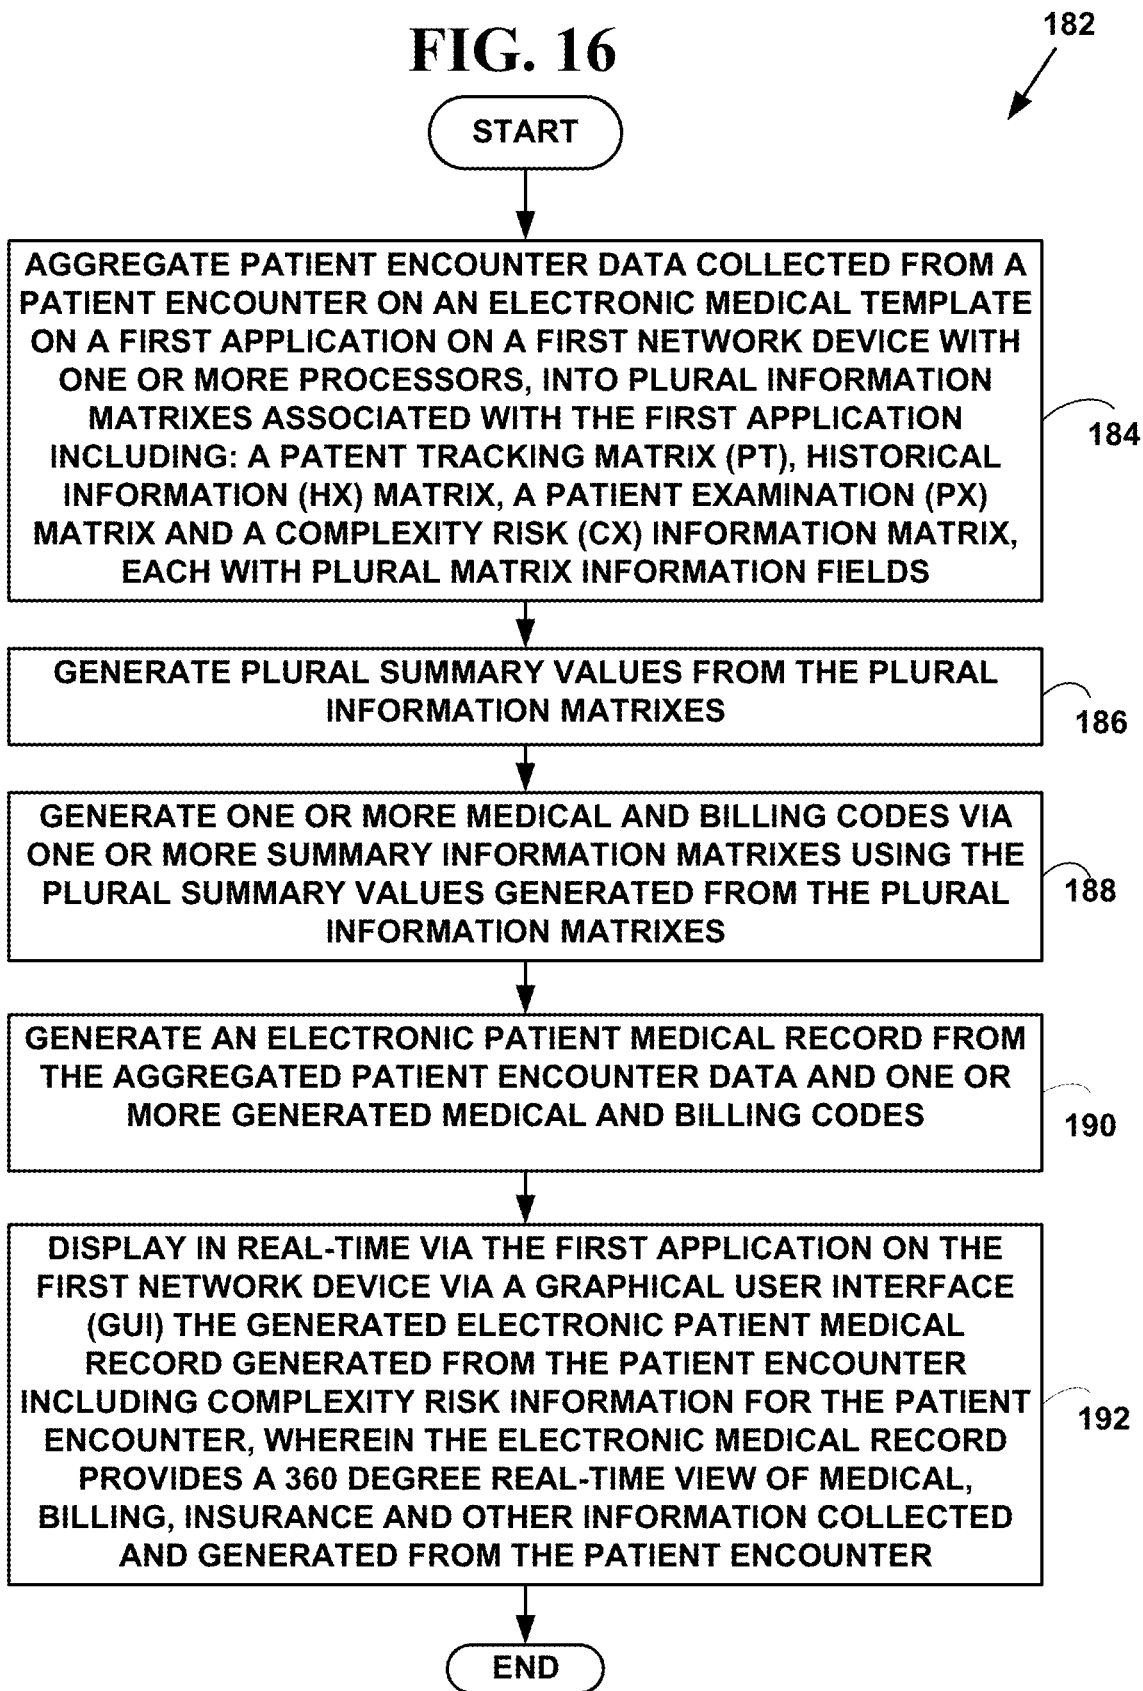 FIG. 16
182
START
AGGREGATE PATIENT ENCOUNTER DATA COLLECTED FROM A
PATIENT ENCOUNTER ON AN ELECTRONIC MEDICAL TEMPLATE
ON A FIRST APPLICATION ON A FIRST NETWORK DEVICE WITH
ONE OR MORE PROCESSORS, INTO PLURAL INFORMATION
MATRIXES ASSOCIATED WITH THE FIRST APPLICATION
INCLUDING: A PATENT TRACKING MATRIX (PT), HISTORICAL
INFORMATION (HX) MATRIX, A PATIENT EXAMINATION (PX)
MATRIX AND A COMPLEXITY RISK (CX) INFORMATION MATRIX,
EACH WITH PLURAL MATRIX INFORMATION FIELDS
184
GENERATE PLURAL SUMMARY VALUES FROM THE PLURAL
INFORMATION MATRIXES
186
GENERATE ONE OR MORE MEDICAL AND BILLING CODES VIA
ONE OR MORE SUMMARY INFORMATION MATRIXES USING THE
PLURAL SUMMARY VALUES GENERATED FROM THE PLURAL
INFORMATION MATRIXES
188
GENERATE AN ELECTRONIC PATIENT MEDICAL RECORD FROM
THE AGGREGATED PATIENT ENCOUNTER DATA AND ONE OR
MORE GENERATED MEDICAL AND BILLING CODES
190
DISPLAY IN REAL-TIME VIA THE FIRST APPLICATION ON THE
FIRST NETWORK DEVICE VIA A GRAPHICAL USER INTERFACE
(GUI) THE GENERATED ELECTRONIC PATIENT MEDICAL
RECORD GENERATED FROM THE PATIENT ENCOUNTER
INCLUDING COMPLEXITY RISK INFORMATION FOR THE PATIENT
ENCOUNTER, WHEREIN THE ELECTRONIC MEDICAL RECORD
PROVIDES A 360 DEGREE REAL-TIME VIEW OF MEDICAL,
BILLING, INSURANCE AND OTHER INFORMATION COLLECTED
AND GENERATED FROM THE PATIENT ENCOUNTER
192
END